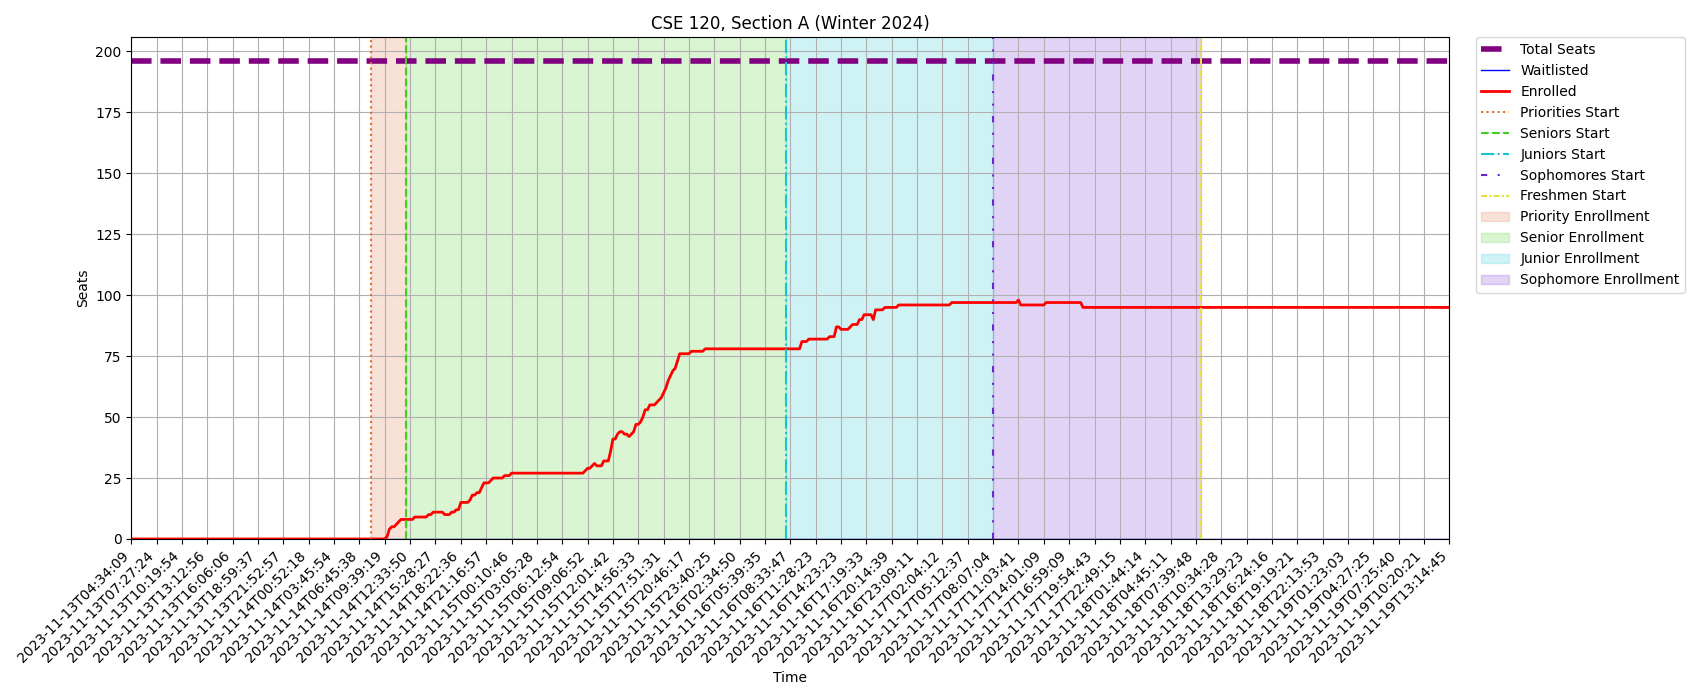 CSE 120, Section A (Winter 2024)
Seats
200
175
150
125
100
75
50
25
0
2023-11-13T04:34:09
2023-11-13T07:27:24
2023-11-13T10:19:54
2023-11-13T13:12:56
2023-11-13T16:06:06
2023-11-13T18:59:37
2023-11-13T21:52:57
2023-11-14T00:52:18
2023-11-14T03:45:54
2023-11-14T06:45:38
2023-11-14T09:39:19
2023-11-14T12:33:50
2023-11-14T15:28:27
2023-11-14T18:22:36
2023-11-14T21:16:57
2023-11-15T00:10:46
2023-11-15T03:05:28
2023-11-15T06:12:54
2023-11-15T09:06:52
2023-11-15T12:01:42
2023-11-15T14:56:33
2023-11-15T17:51:31
2023-11-15T20:46:17
2023-11-15T23:40:25
2023-11-16T02:34:50
2023-11-16T05:39:35
2023-11-16T08:33:47
2023-11-16T11:28:23
2023-11-16T14:23:23
2023-11-16T17:19:33
2023-11-16T20:14:39
2023-11-16T23:09:11
2023-11-17T02:04:12
2023-11-17T05:12:37
2023-11-17T08:07:04
2023-11-17T11:03:41
2023-11-17T14:01:09
2023-11-17T16:59:09
2023-11-17T19:54:43
2023-11-17T22:49:15
2023-11-18T01:44:14
2023-11-18T04:45:11
2023-11-18T07:39:48
2023-11-18T10:34:28
2023-11-18T13:29:23
2023-11-18T16:24:16
2023-11-18T19:19:21
2023-11-18T22:13:53
2023-11-19T01:23:03
2023-11-19T04:27:25
2023-11-19T07:25:40
2023-11-19T10:20:21
2023-11-19T13:14:45
Time
Total Seats
Waitlisted
Enrolled
Priorities Start
Seniors Start
Juniors Start
Sophomores Start
Freshmen Start
Priority Enrollment
Senior Enrollment
Junior Enrollment
Sophomore Enrollment